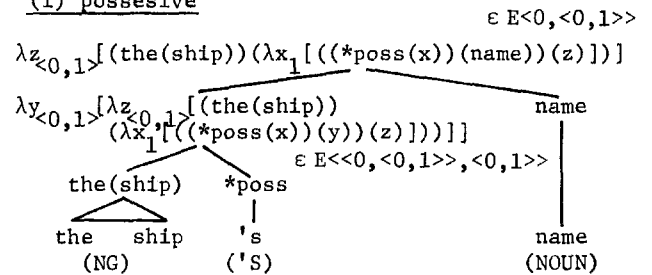 (1) possesive
ε E<0,<0,1>>
λz<0,1>[(the(ship))(λx1[((*poss(x))(name))(z)])]
λy<0,1>[λz<0,1>[(the(ship)) name
(λx1[((*poss(x))(y))(z)])]]
ε E<<0,<0,1>>,<0,1>>
the(ship) *poss
the ship 's name
(NG) ('S) (NOUN)